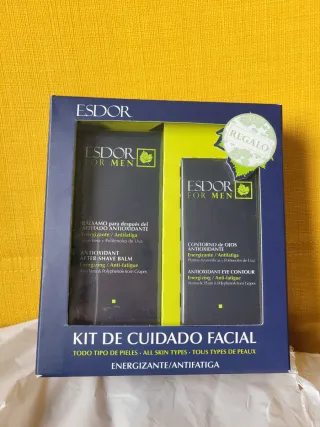 ESDOR
REGALO
ESDOR
FOR MEN
BÁLSAMO para después del
AFEITADO ANTIOXIDANTE
Energizante / Antifatiga
ANTIOXIDANT
AFTER-SHAVE BALM
Energizing / Anti-fatigue
ESDOR
FOR MEN
CONTORNO de OJOS
ANTIOXIDANTE
Energizante / Antifatiga
ANTIOXIDANT EYE CONTOUR
Energizing / Anti-fatigue
KIT DE CUIDADO FACIAL
TODO TIPO DE PIELES - ALL SKIN TYPES - TOUS TYPES DE PEAUX
ENERGIZANTE/ANTIFATIGA